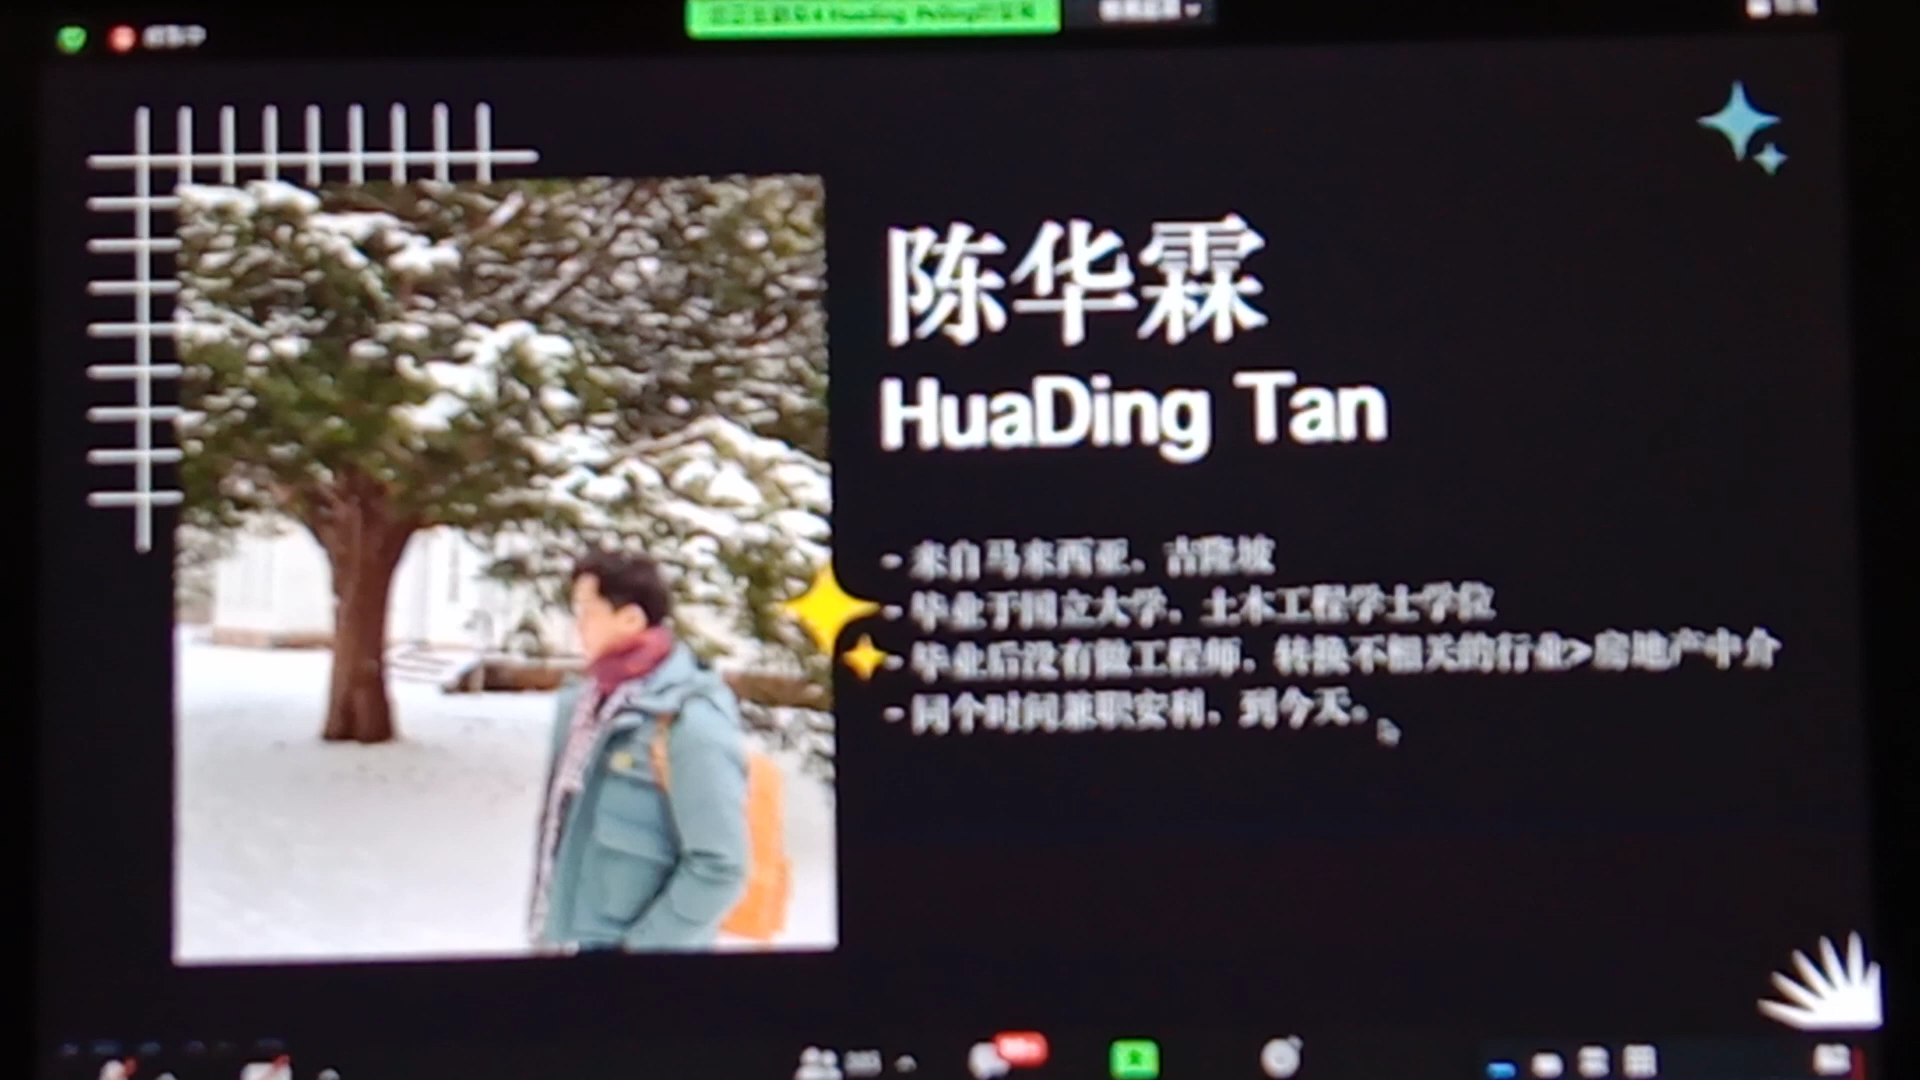 陈华霖
HuaDing Tan
- 来自马来西亚，吉隆坡
- 毕业于国立大学，土木工程学士学位
- 毕业后没有做工程师，转换不相关的行业>房地产中介
- 同个时间兼职安利，到今天。